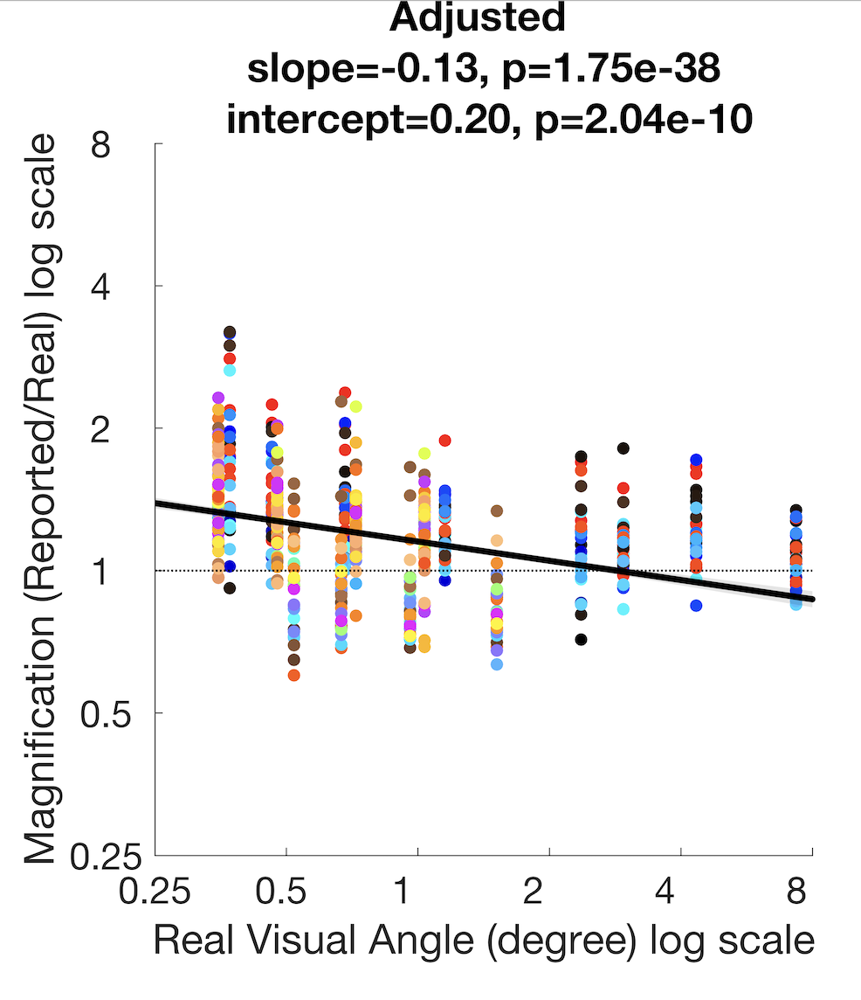 Adjusted
slope=-0.13, p=1.75e-38
intercept=0.20, p=2.04e-10
Magnification (Reported/Real) log scale
8
4
2
1
0.5
0.25
0.25 0.5 1 2 4 8
Real Visual Angle (degree) log scale